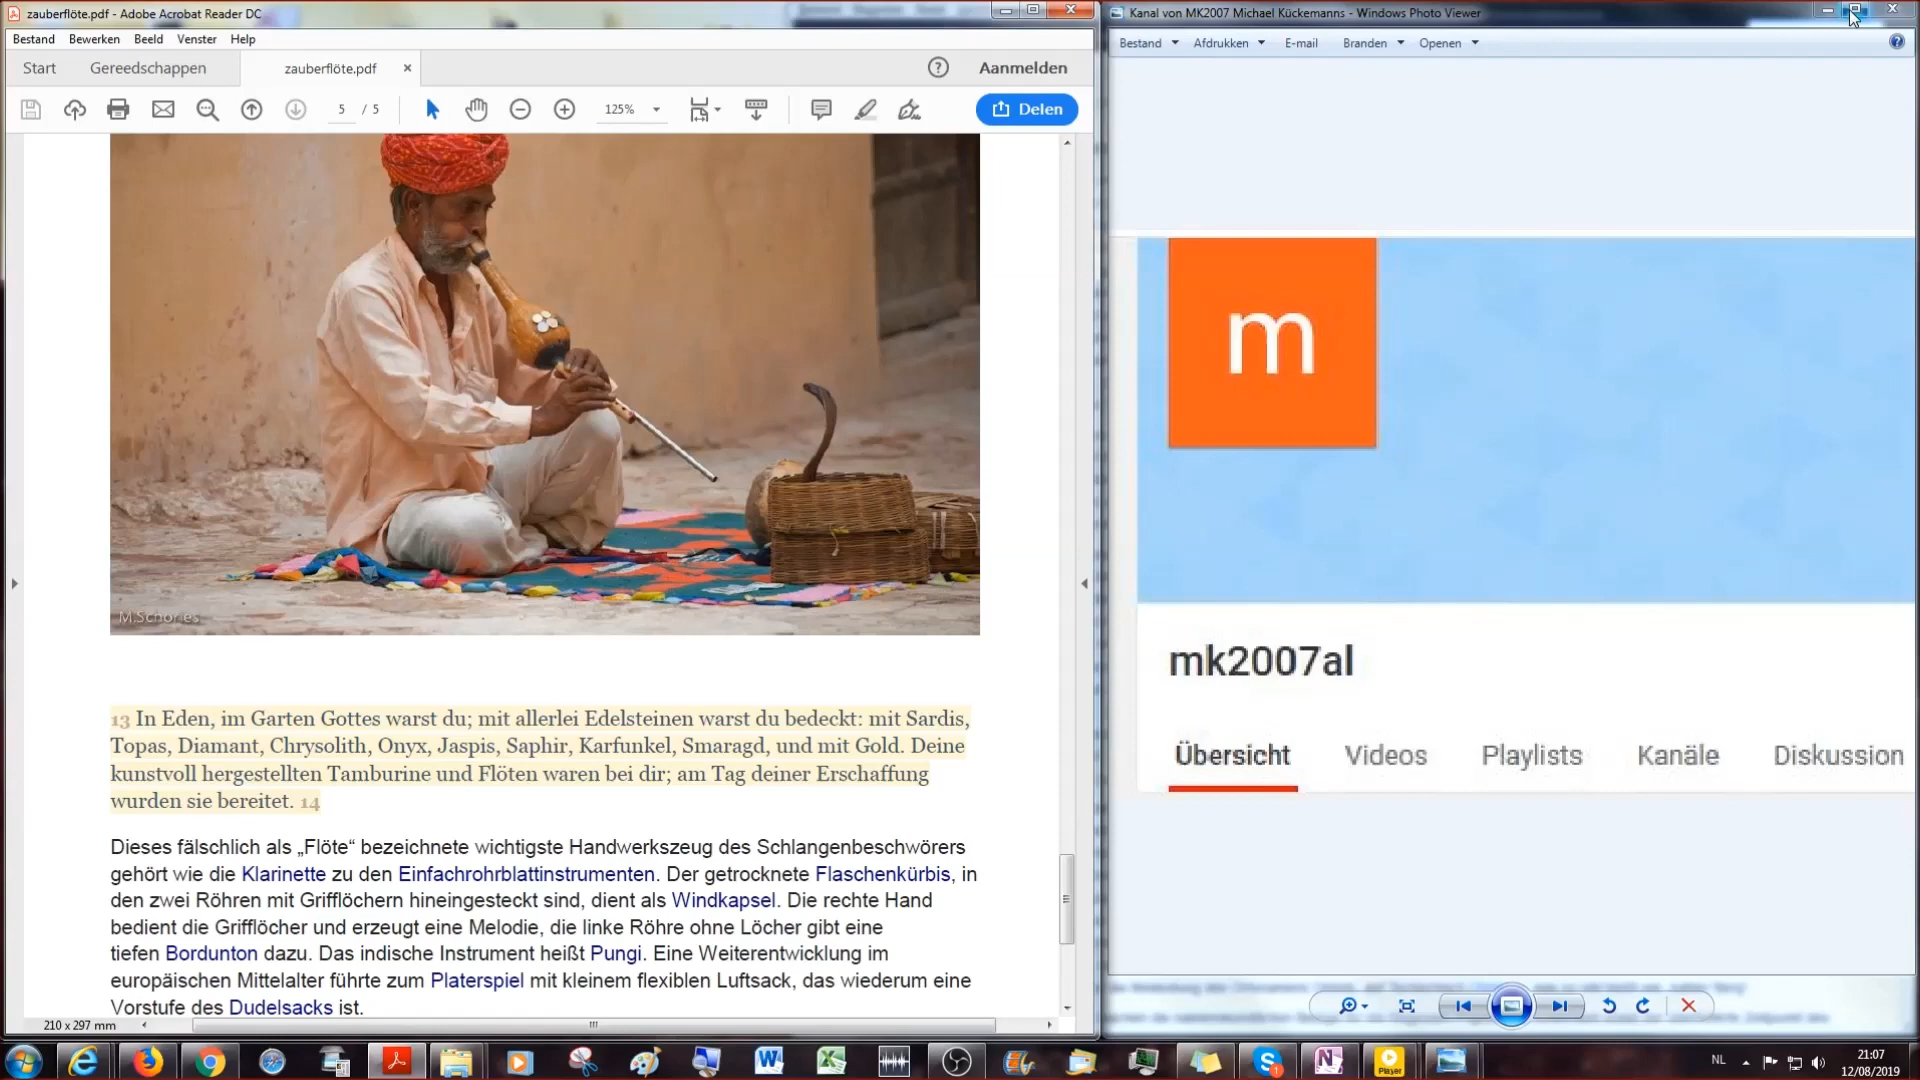 zauberflöte.pdf - Adobe Acrobat Reader DC
Bestand Bewerken Beeld Venster Help
Start Gereedschappen zauberflöte.pdf × ? Aanmelden
5 / 5 125% Delen
M.Schories
13 In Eden, im Garten Gottes warst du; mit allerlei Edelsteinen warst du bedeckt: mit Sardis,
Topas, Diamant, Chrysolith, Onyx, Jaspis, Saphir, Karfunkel, Smaragd, und mit Gold. Deine
kunstvoll hergestellten Tamburine und Flöten waren bei dir; am Tag deiner Erschaffung
wurden sie bereitet. 14
Dieses fälschlich als „Flöte“ bezeichnete wichtigste Handwerkszeug des Schlangenbeschwörers
gehört wie die Klarinette zu den Einfachrohrblattinstrumenten. Der getrocknete Flaschenkürbis, in
den zwei Röhren mit Grifflöchern hineingesteckt sind, dient als Windkapsel. Die rechte Hand
bedient die Grifflöcher und erzeugt eine Melodie, die linke Röhre ohne Löcher gibt eine
tiefen Bordunton dazu. Das indische Instrument heißt Pungi. Eine Weiterentwicklung im
europäischen Mittelalter führte zum Platerspiel mit kleinem flexiblen Luftsack, das wiederum eine
Vorstufe des Dudelsacks ist.
210 x 297 mm
Kanal von MK2007 Michael Kückemanns - Windows Photo Viewer
Bestand Afdrukken E-mail Branden Openen
m
mk2007al
Übersicht Videos Playlists Kanäle Diskussion
NL
21:07
12/08/2019